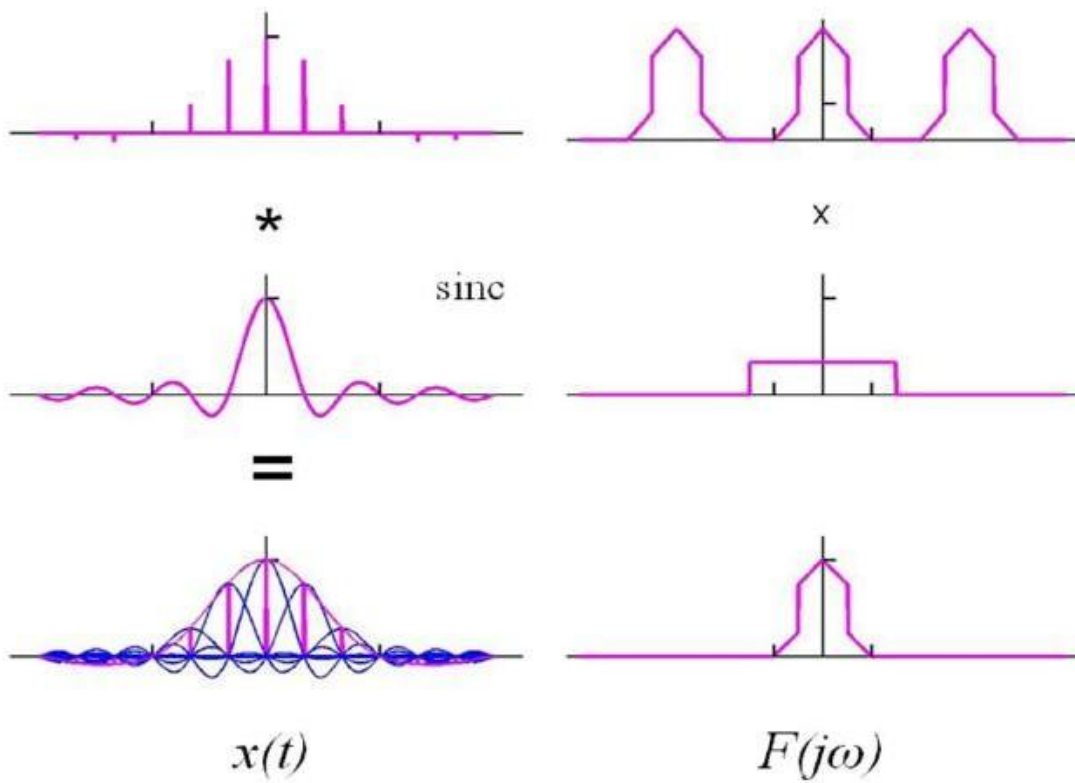 *
x
sinc
=
x(t)
F(jω)